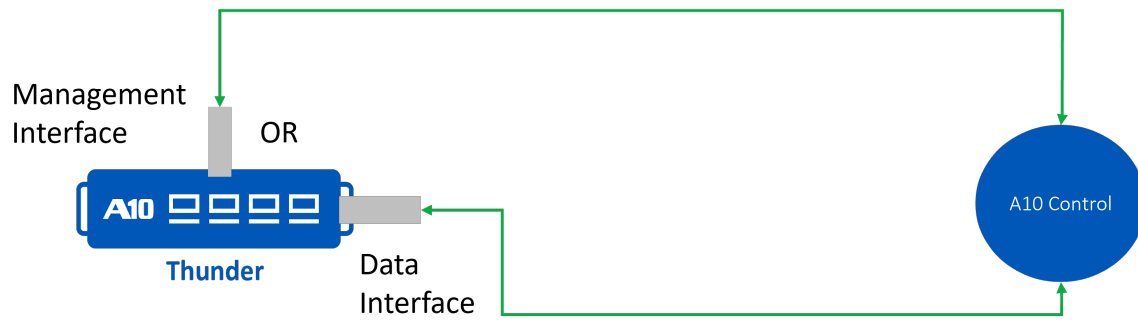 Management
Interface
OR
A10
Thunder
Data
Interface
A10 Control